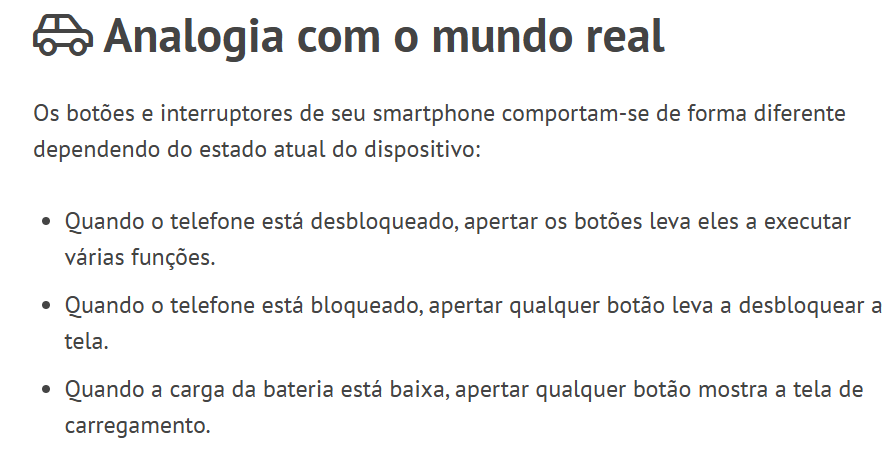 Analogia com o mundo real
Os botões e interruptores de seu smartphone comportam-se de forma diferente
dependendo do estado atual do dispositivo:
• Quando o telefone está desbloqueado, apertar os botões leva eles a executar
várias funções.
• Quando o telefone está bloqueado, apertar qualquer botão leva a desbloquear a
tela.
• Quando a carga da bateria está baixa, apertar qualquer botão mostra a tela de
carregamento.